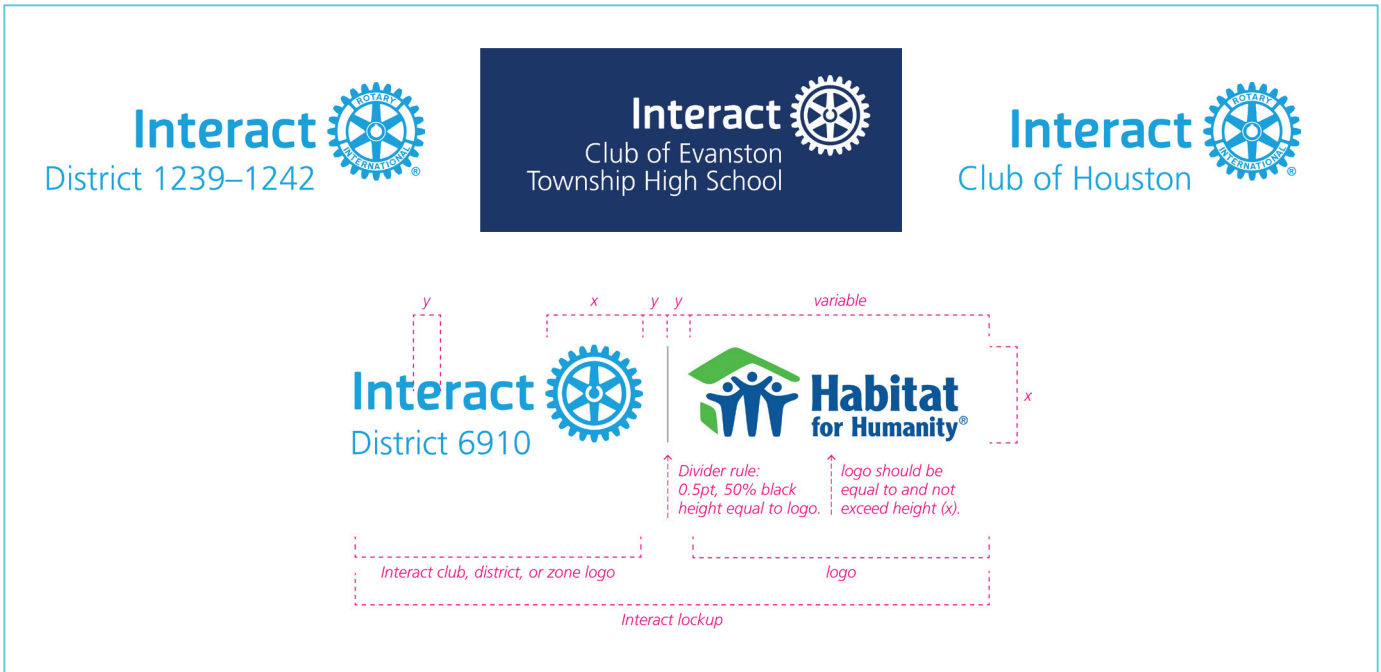 Interact
District 1239–1242
ROTARY
INTERNATIONAL
®
Interact
Club of Evanston
Township High School
Interact
Club of Houston
ROTARY
INTERNATIONAL
®
y
x
y
y
variable
Interact
District 6910
Habitat
for Humanity®
x
Divider rule:
0.5pt, 50% black
height equal to logo.
logo should be
equal to and not
exceed height (x).
Interact club, district, or zone logo
logo
Interact lockup